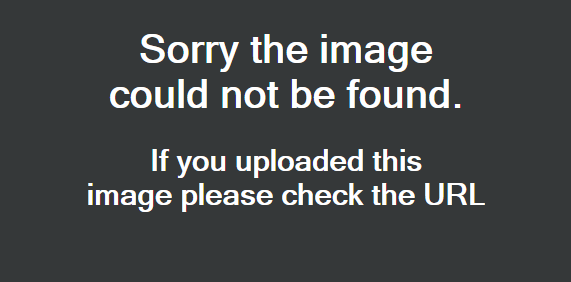 Sorry the image
could not be found.
If you uploaded this
image please check the URL